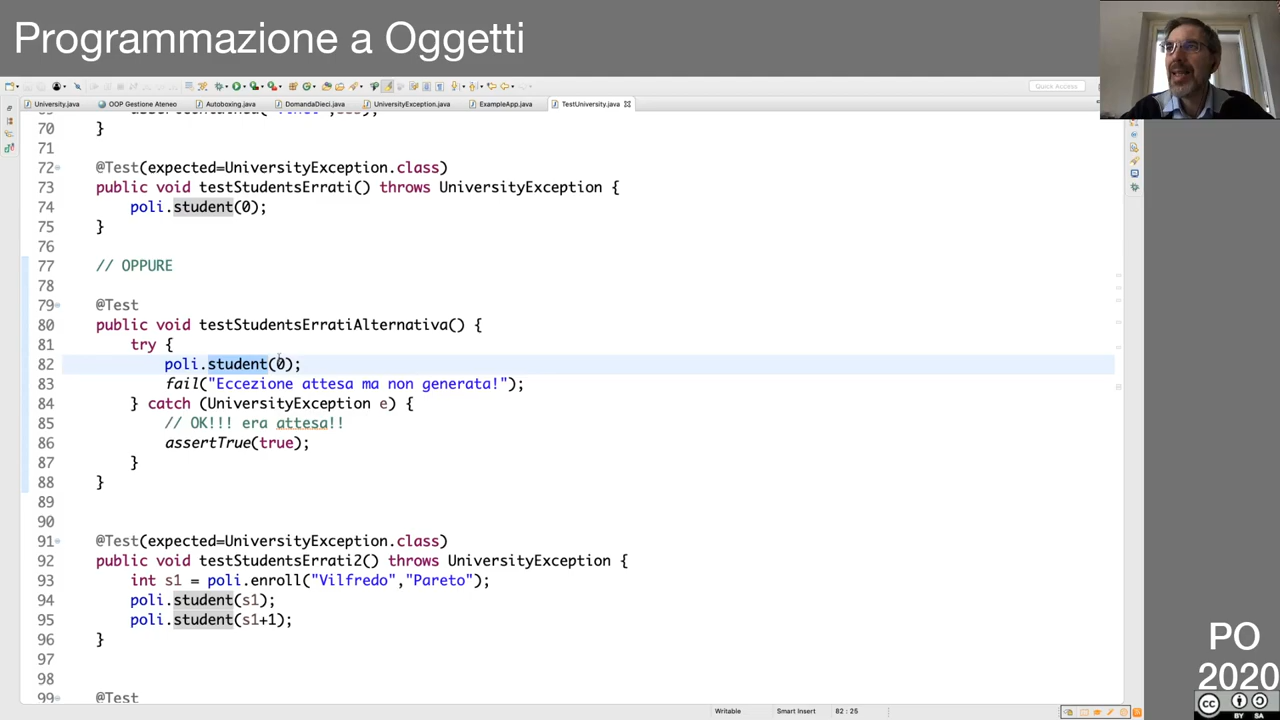 Programmazione a Oggetti
Quick Access
University.java OOP Gestione Ateneo Autoboxing.java DomandaDieci.java UniversityException.java ExampleApp.java TestUniversity.java
70 }
71
72 @Test(expected=UniversityException.class)
73 public void testStudentsErrati() throws UniversityException {
74 poli.student(0);
75 }
76
77 // OPPURE
78
79 @Test
80 public void testStudentsErratiAlternativa() {
81 try {
82 poli.student(0);
83 fail("Eccezione attesa ma non generata!");
84 } catch (UniversityException e) {
85 // OK!!! era attesa!!
86 assertTrue(true);
87 }
88 }
89
90
91 @Test(expected=UniversityException.class)
92 public void testStudentsErrati2() throws UniversityException {
93 int s1 = poli.enroll("Vilfredo","Pareto");
94 poli.student(s1);
95 poli.student(s1+1);
96 }
97
98
99 @Test
Writable Smart Insert 82 : 25
PO
2020
BY SA